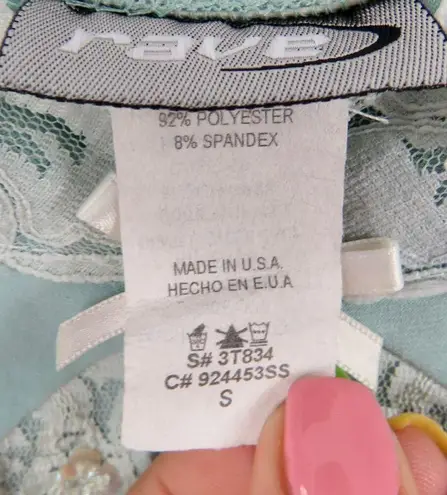 rave
92% POLYESTER
8% SPANDEX
MADE IN U.S.A.
HECHO EN E.U.A
S# 3T834
C# 924453SS
S